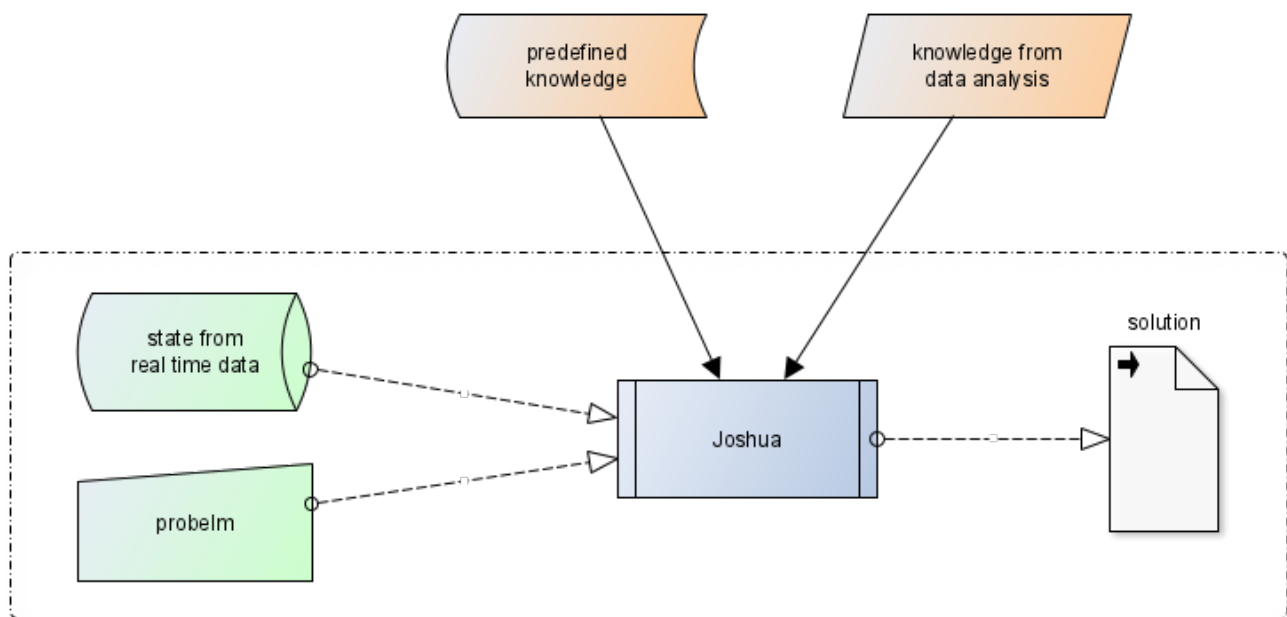 predefined
knowledge
knowledge from
data analysis
state from
real time data
solution
Joshua
probelm